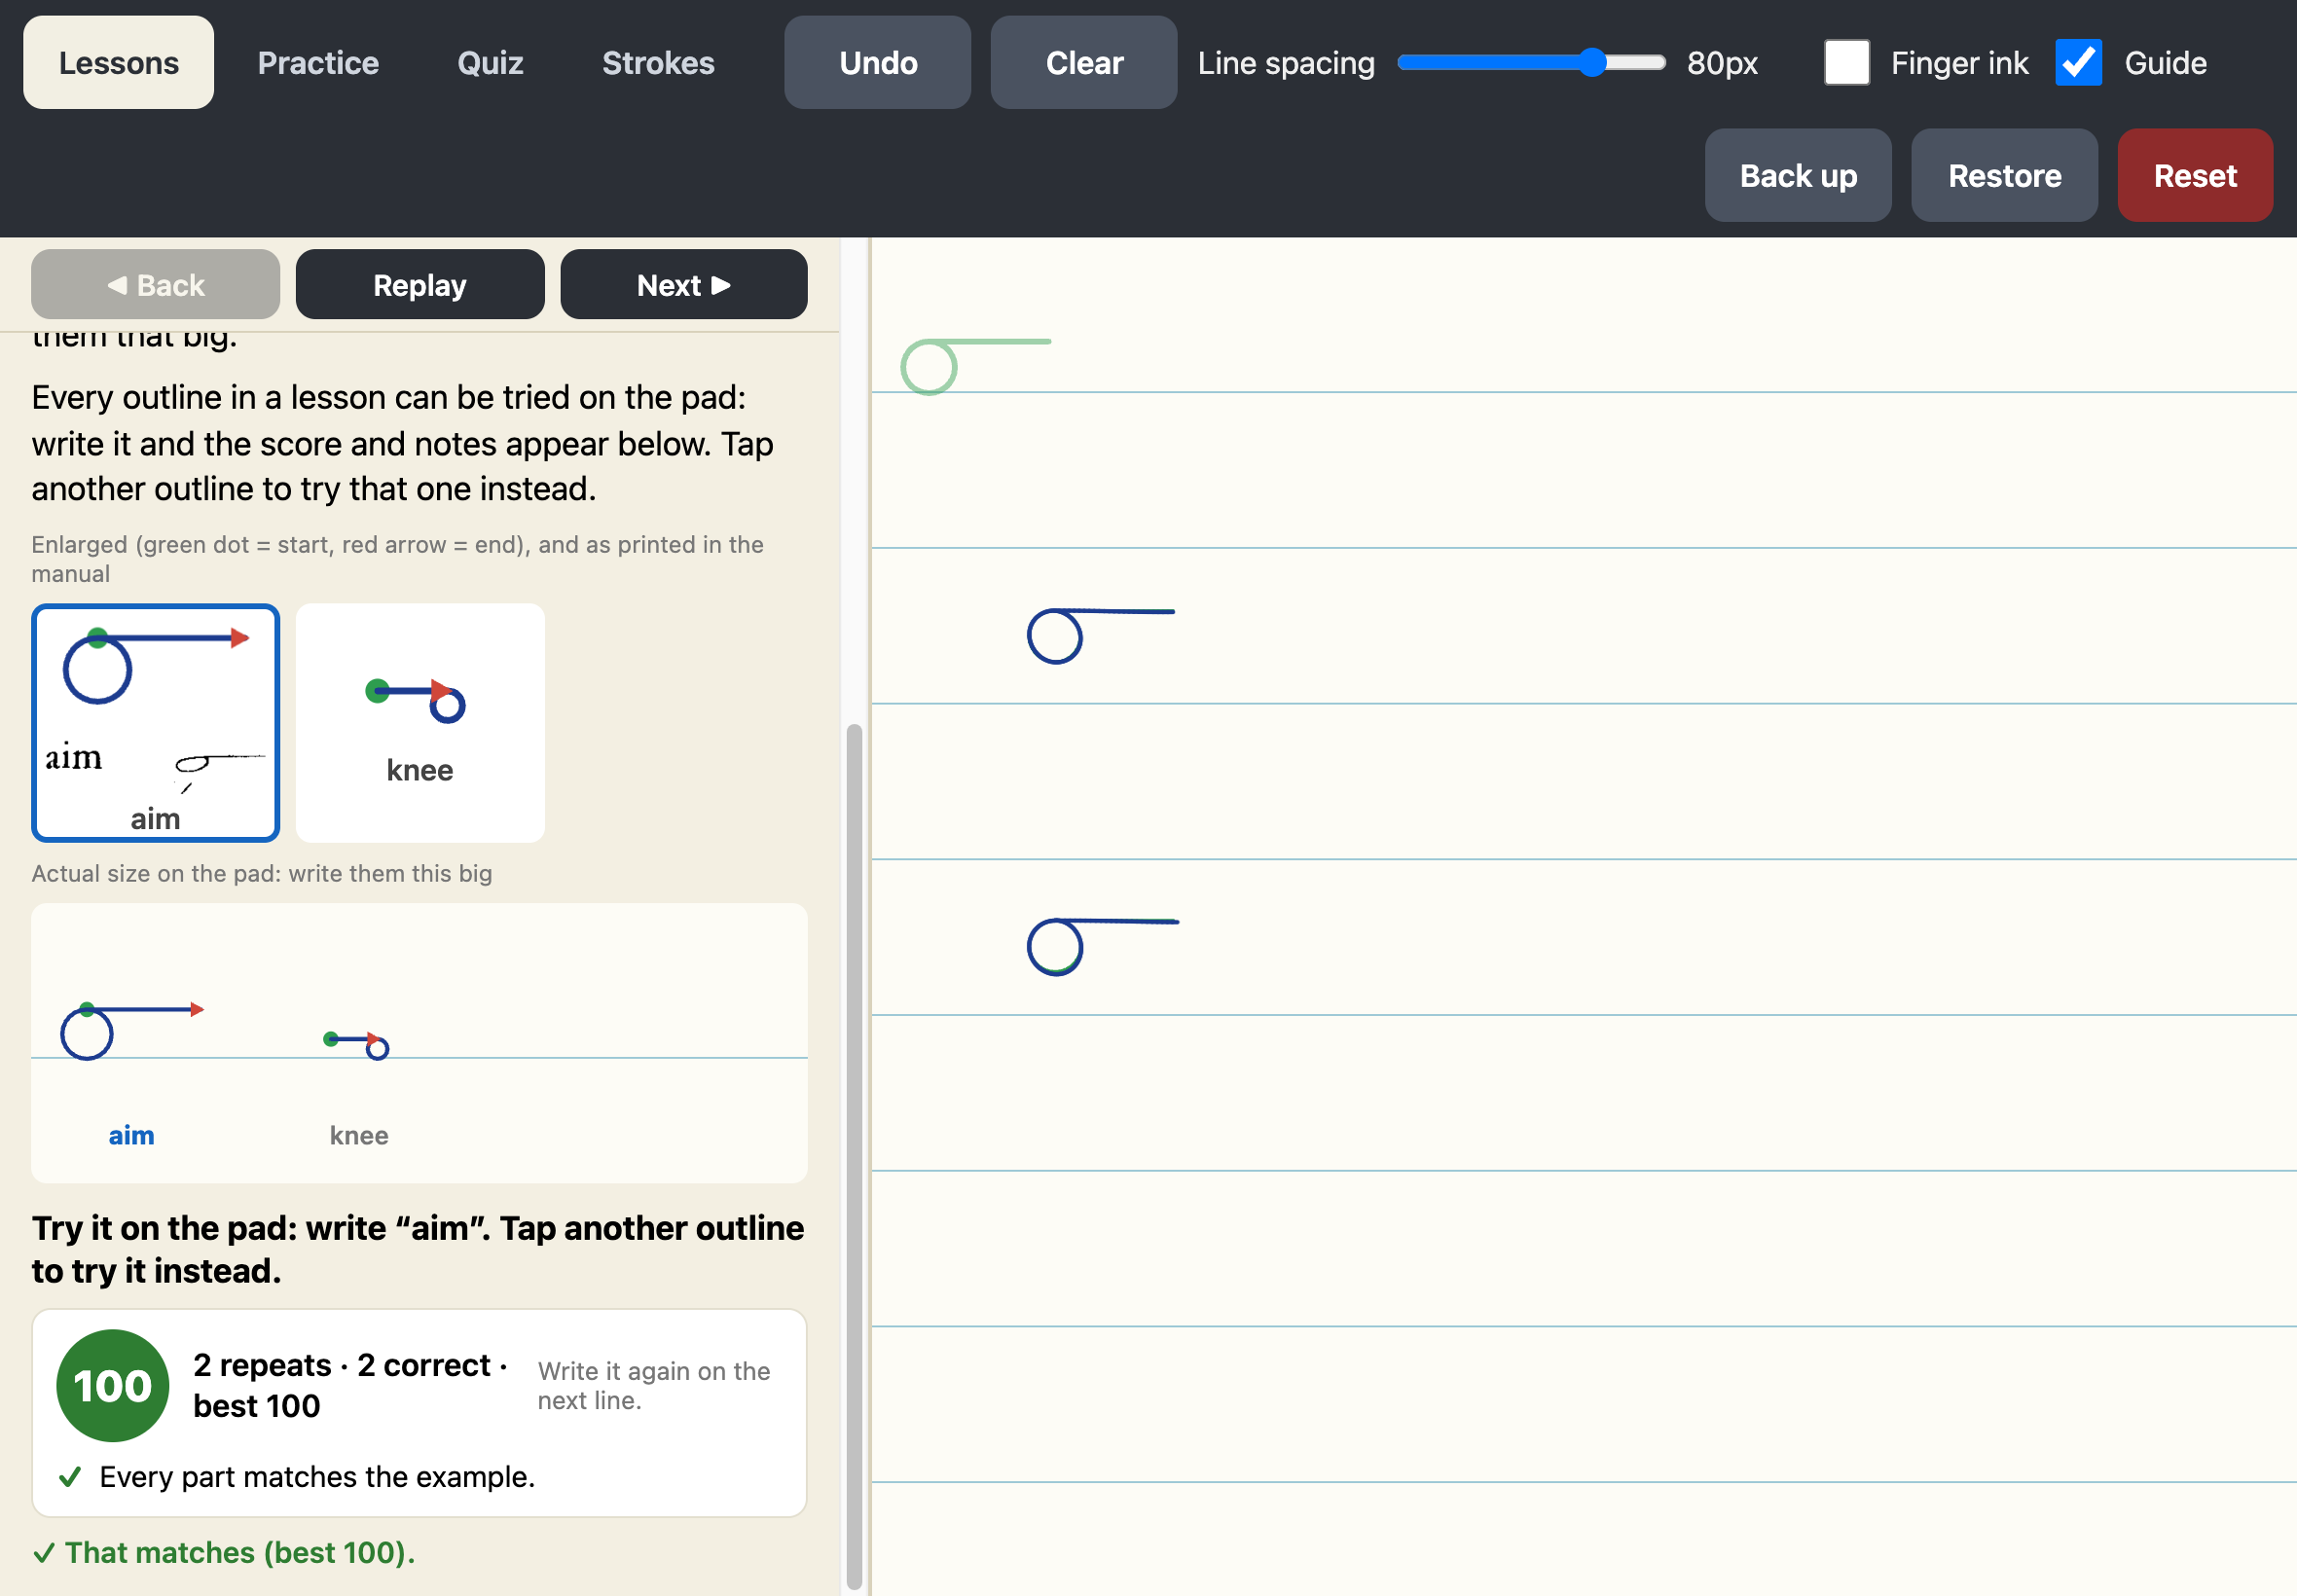 Lessons Practice Quiz Strokes Undo Clear Line spacing 80px Finger ink Guide
Back up Restore Reset
Back Replay Next
them that big.
Every outline in a lesson can be tried on the pad:
write it and the score and notes appear below. Tap
another outline to try that one instead.
Enlarged (green dot = start, red arrow = end), and as printed in the
manual
aim
aim
knee
Actual size on the pad: write them this big
aim knee
Try it on the pad: write “aim”. Tap another outline
to try it instead.
100
2 repeats · 2 correct ·
best 100
Write it again on the
next line.
✓ Every part matches the example.
✓ That matches (best 100).